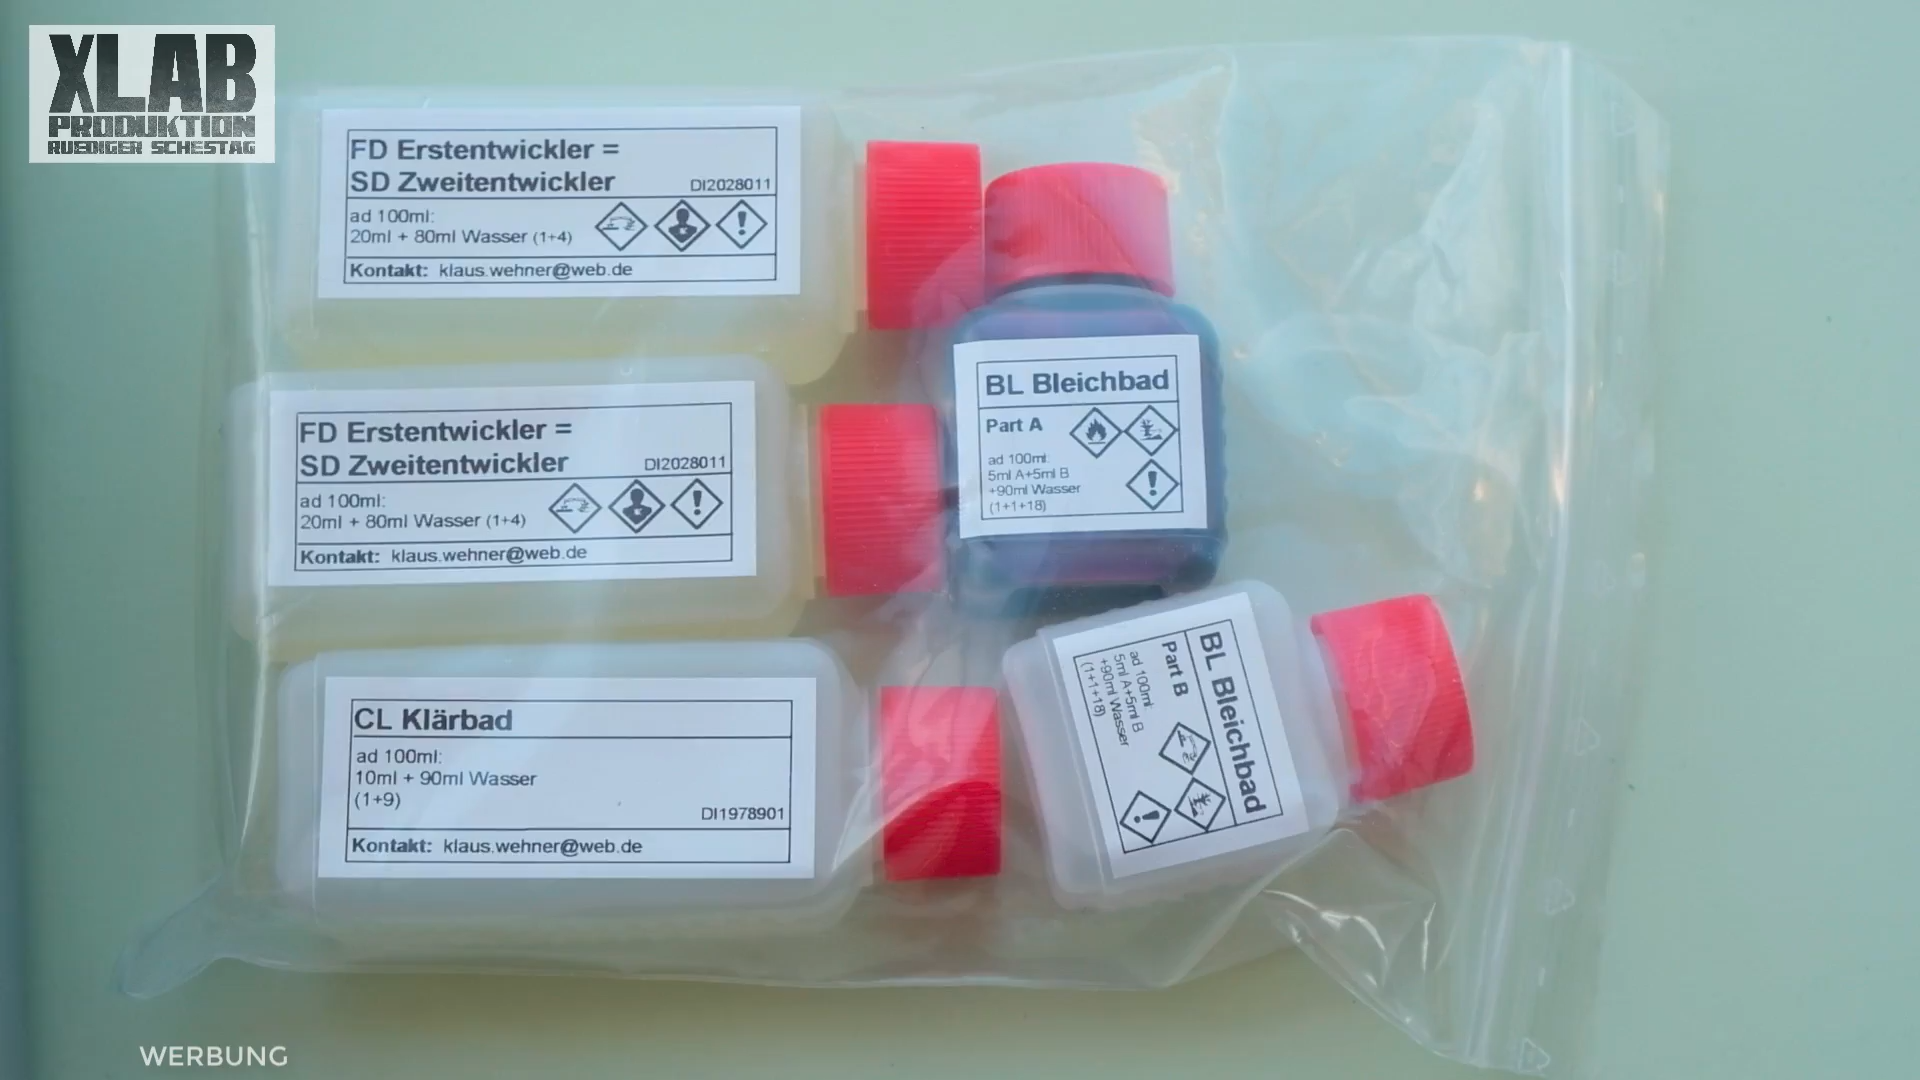 XLAB
PRODUKTION
RUEDIGER SCHESTAG
FD Erstentwickler =
SD Zweitentwickler
DI2028011
ad 100ml:
20ml + 80ml Wasser (1+4)
Kontakt: klaus.wehner@web.de
FD Erstentwickler =
SD Zweitentwickler
DI2028011
ad 100ml:
20ml + 80ml Wasser (1+4)
Kontakt: klaus.wehner@web.de
CL Klärbad
ad 100ml:
10ml + 90ml Wasser
(1+9)
DI1978901
Kontakt: klaus.wehner@web.de
BL Bleichbad
Part A
ad 100ml:
5ml A+5ml B
+90ml Wasser
(1+1+18)
BL Bleichbad
Part B
ad 100ml:
5ml A+5ml B
+90ml Wasser
(1+1+18)
WERBUNG